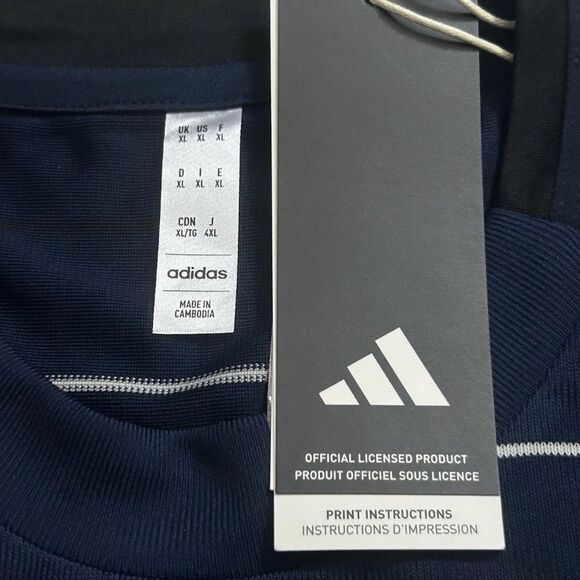 UK US F
XL XL XL
D I E
XL XL XL
CDN J
XL/TG 4XL
adidas
MADE IN
CAMBODIA
OFFICIAL LICENSED PRODUCT
PRODUIT OFFICIEL SOUS LICENCE
PRINT INSTRUCTIONS
INSTRUCTIONS D'IMPRESSION